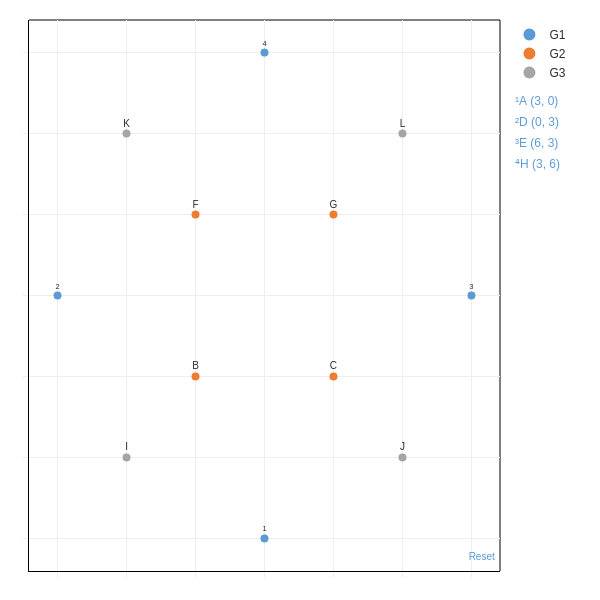 4
K L
F G
2 3
B C
I J
1
Reset
G1
G2
G3
¹A (3, 0)
²D (0, 3)
³E (6, 3)
⁴H (3, 6)